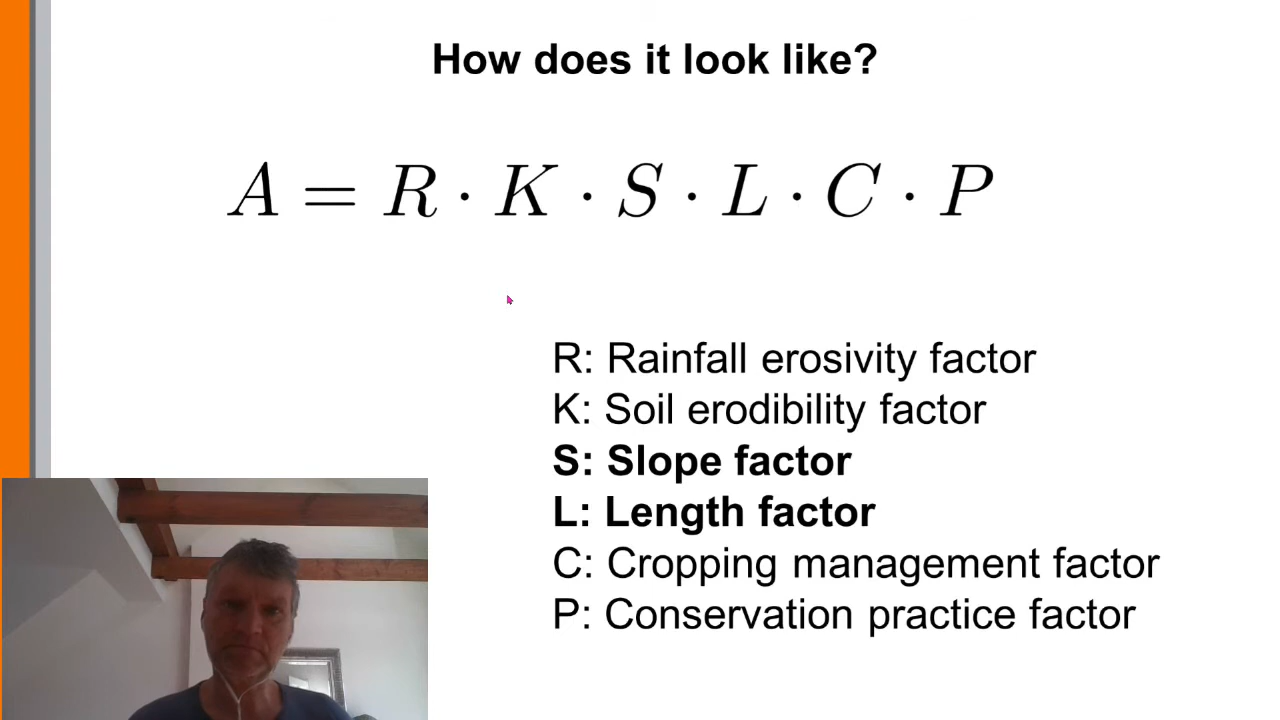 How does it look like?
A = R · K · S · L · C · P
R: Rainfall erosivity factor
K: Soil erodibility factor
S: Slope factor
L: Length factor
C: Cropping management factor
P: Conservation practice factor